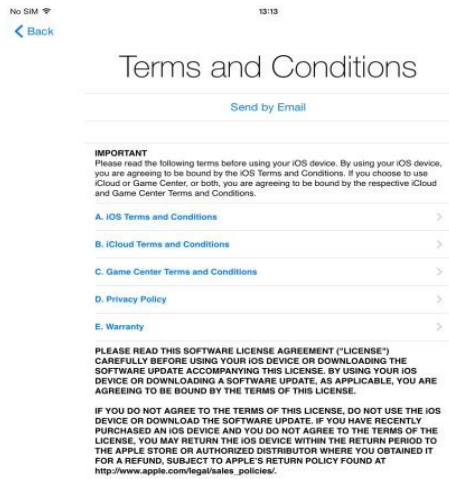 No SIM 13:13
Back
Terms and Conditions
Send by Email
IMPORTANT
Please read the following terms before using your iOS device. By using your iOS device,
you are agreeing to be bound by the iOS Terms and Conditions. If you choose to use
iCloud or Game Center, or both, you are agreeing to be bound by the respective iCloud
and Game Center Terms and Conditions.
A. iOS Terms and Conditions
B. iCloud Terms and Conditions
C. Game Center Terms and Conditions
D. Privacy Policy
E. Warranty
PLEASE READ THIS SOFTWARE LICENSE AGREEMENT ("LICENSE")
CAREFULLY BEFORE USING YOUR iOS DEVICE OR DOWNLOADING THE
SOFTWARE UPDATE ACCOMPANYING THIS LICENSE. BY USING YOUR iOS
DEVICE OR DOWNLOADING A SOFTWARE UPDATE, AS APPLICABLE, YOU ARE
AGREEING TO BE BOUND BY THE TERMS OF THIS LICENSE.
IF YOU DO NOT AGREE TO THE TERMS OF THIS LICENSE, DO NOT USE THE iOS
DEVICE OR DOWNLOAD THE SOFTWARE UPDATE. IF YOU HAVE RECENTLY
PURCHASED AN iOS DEVICE AND YOU DO NOT AGREE TO THE TERMS OF THE
LICENSE, YOU MAY RETURN THE iOS DEVICE WITHIN THE RETURN PERIOD TO
THE APPLE STORE OR AUTHORIZED DISTRIBUTOR WHERE YOU OBTAINED IT
FOR A REFUND, SUBJECT TO APPLE'S RETURN POLICY FOUND AT
http://www.apple.com/legal/sales_policies/.